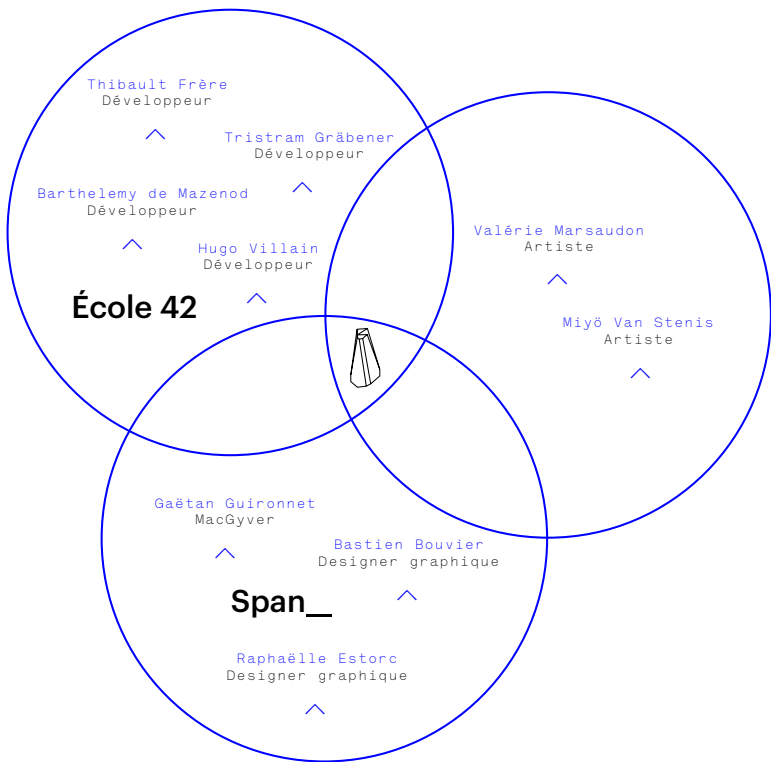 Thibault Frère
Développeur
Tristram Gräbener
Développeur
Barthelemy de Mazenod
Développeur
Hugo Villain
Développeur
École 42
Valérie Marsaudon
Artiste
Miyö Van Stenis
Artiste
Gaëtan Guironnet
MacGyver
Bastien Bouvier
Designer graphique
Span_
Raphaëlle Estorc
Designer graphique